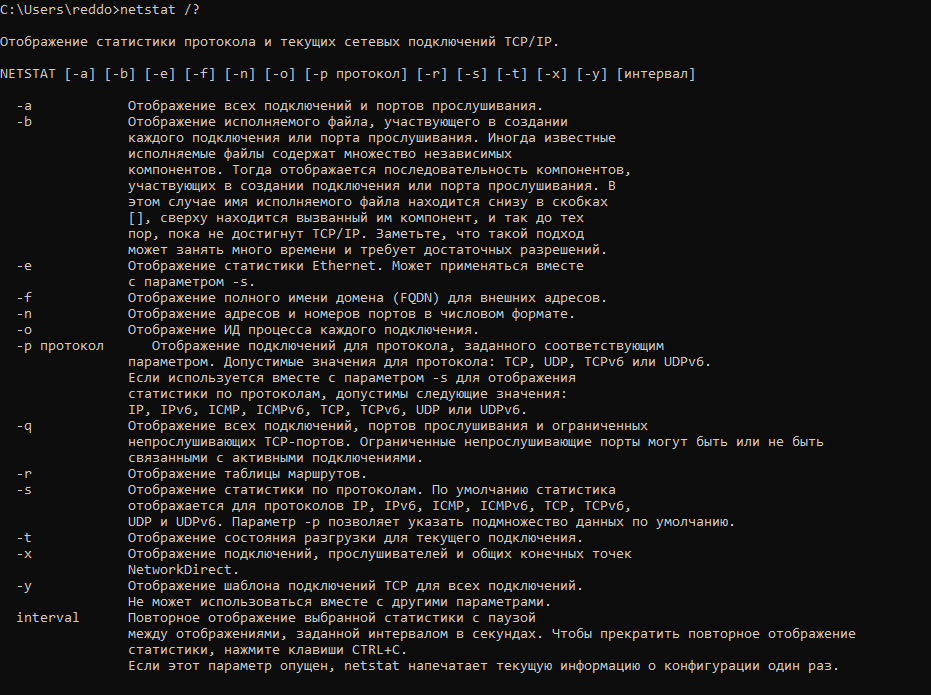 C:\Users\reddo>netstat /?
Отображение статистики протокола и текущих сетевых подключений TCP/IP.
NETSTAT [-a] [-b] [-e] [-f] [-n] [-o] [-p протокол] [-r] [-s] [-t] [-x] [-y] [интервал]
-a Отображение всех подключений и портов прослушивания.
-b Отображение исполняемого файла, участвующего в создании
каждого подключения или порта прослушивания. Иногда известные
исполняемые файлы содержат множество независимых
компонентов. Тогда отображается последовательность компонентов,
участвующих в создании подключения или порта прослушивания. В
этом случае имя исполняемого файла находится снизу в скобках
[], сверху находится вызванный им компонент, и так до тех
пор, пока не достигнут TCP/IP. Заметьте, что такой подход
может занять много времени и требует достаточных разрешений.
-e Отображение статистики Ethernet. Может применяться вместе
с параметром -s.
-f Отображение полного имени домена (FQDN) для внешних адресов.
-n Отображение адресов и номеров портов в числовом формате.
-o Отображение ИД процесса каждого подключения.
-p протокол Отображение подключений для протокола, заданного соответствующим
параметром. Допустимые значения для протокола: TCP, UDP, TCPv6 или UDPv6.
Если используется вместе с параметром -s для отображения
статистики по протоколам, допустимы следующие значения:
IP, IPv6, ICMP, ICMPv6, TCP, TCPv6, UDP или UDPv6.
-q Отображение всех подключений, портов прослушивания и ограниченных
непрослушивающих TCP-портов. Ограниченные непрослушивающие порты могут быть или не быть
связанными с активными подключениями.
-r Отображение таблицы маршрутов.
-s Отображение статистики по протоколам. По умолчанию статистика
отображается для протоколов IP, IPv6, ICMP, ICMPv6, TCP, TCPv6,
UDP и UDPv6. Параметр -p позволяет указать подмножество данных по умолчанию.
-t Отображение состояния разгрузки для текущего подключения.
-x Отображение подключений, прослушивателей и общих конечных точек
NetworkDirect.
-y Отображение шаблона подключений TCP для всех подключений.
Не может использоваться вместе с другими параметрами.
interval Повторное отображение выбранной статистики с паузой
между отображениями, заданной интервалом в секундах. Чтобы прекратить повторное отображение
статистики, нажмите клавиши CTRL+C.
Если этот параметр опущен, netstat напечатает текущую информацию о конфигурации один раз.